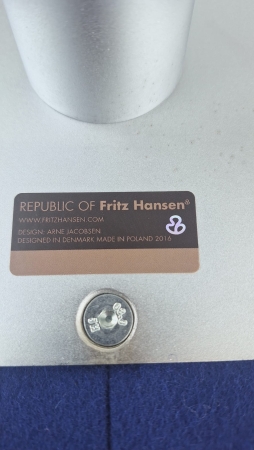 REPUBLIC OF Fritz Hansen®
WWW.FRITZHANSEN.COM
DESIGN: ARNE JACOBSEN
DESIGNED IN DENMARK MADE IN POLAND 2016